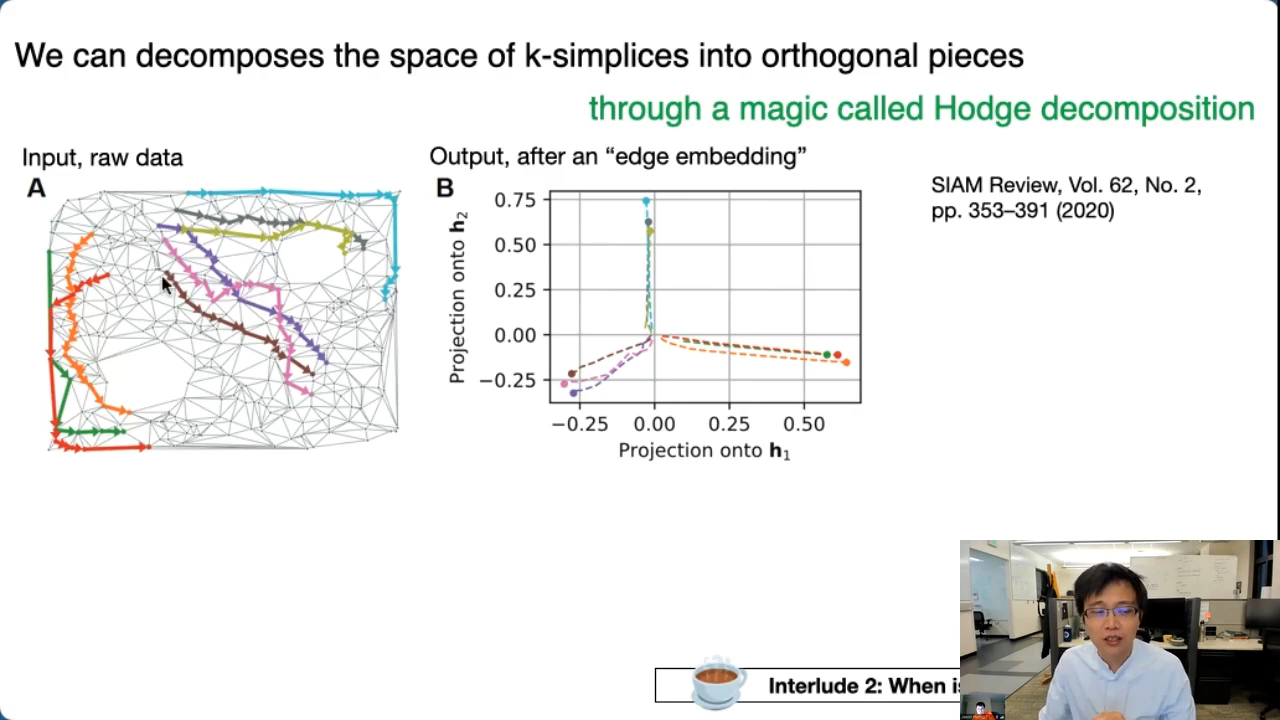 We can decomposes the space of k-simplices into orthogonal pieces
through a magic called Hodge decomposition
Input, raw data
Output, after an “edge embedding”
SIAM Review, Vol. 62, No. 2,
pp. 353–391 (2020)
A
B
0.75
0.50
0.25
0.00
−0.25
Projection onto h2
−0.25 0.00 0.25 0.50
Projection onto h1
Interlude 2: When i